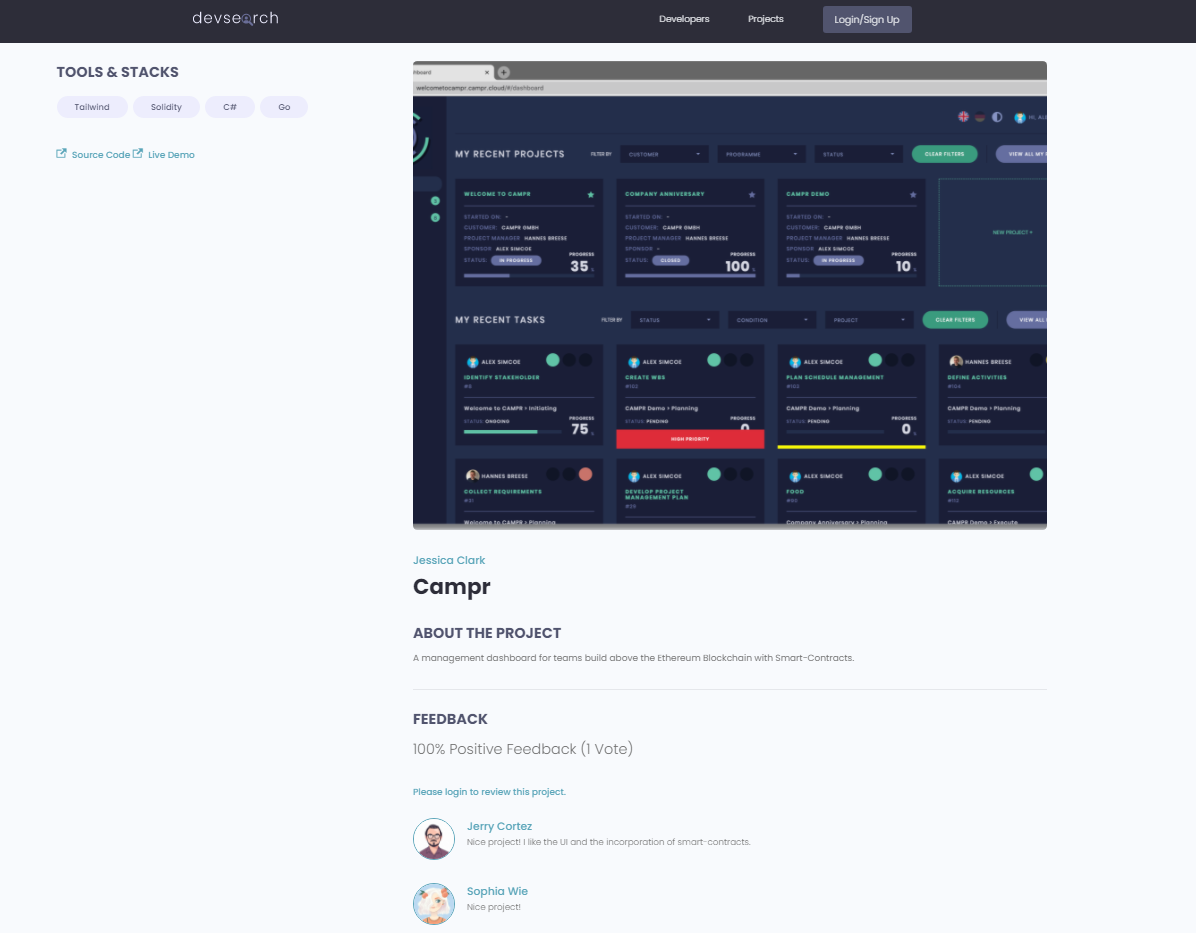 devsearch
Developers
Projects
Login/Sign Up
TOOLS & STACKS
Tailwind
Solidity
C#
Go
Source Code
Live Demo
welcometocampr.campr.cloud/#/dashboard
MY RECENT PROJECTS
FILTER BY
CUSTOMER
PROGRAMME
STATUS
CLEAR FILTERS
VIEW ALL MY
WELCOME TO CAMPR
STARTED ON: -
CUSTOMER: CAMPR GMBH
PROJECT MANAGER HANNES BREESE
SPONSOR ALEX SIMCOE
STATUS: IN PROGRESS
PROGRESS
35
COMPANY ANNIVERSARY
STARTED ON: -
CUSTOMER: CAMPR GMBH
PROJECT MANAGER HANNES BREESE
SPONSOR -
STATUS: CLOSED
PROGRESS
100
CAMPR DEMO
STARTED ON: -
CUSTOMER: CAMPR GMBH
PROJECT MANAGER HANNES BREESE
SPONSOR ALEX SIMCOE
STATUS: IN PROGRESS
PROGRESS
10
NEW PROJECT +
MY RECENT TASKS
FILTER BY
STATUS
CONDITION
PROJECT
CLEAR FILTERS
VIEW ALL
ALEX SIMCOE
IDENTIFY STAKEHOLDER
Welcome to CAMPR > Initiating
STATUS: ONGOING
PROGRESS
75
ALEX SIMCOE
CREATE WBS
#102
CAMPR Demo > Planning
STATUS: PENDING
PROGRESS
0
HIGH PRIORITY
ALEX SIMCOE
PLAN SCHEDULE MANAGEMENT
#103
CAMPR Demo > Planning
STATUS: PENDING
PROGRESS
0
HANNES BREESE
DEFINE ACTIVITIES
#104
CAMPR Demo > Planning
STATUS: PENDING
HANNES BREESE
COLLECT REQUIREMENTS
Welcome to CAMPR > Planning
ALEX SIMCOE
DEVELOP PROJECT
MANAGEMENT PLAN
#29
ALEX SIMCOE
FOOD
Company Anniversary > Planning
ALEX SIMCOE
ACQUIRE RESOURCES
CAMPR Demo > Execute
Jessica Clark
Campr
ABOUT THE PROJECT
A management dashboard for teams build above the Ethereum Blockchain with Smart-Contracts.
FEEDBACK
100% Positive Feedback (1 Vote)
Please login to review this project.
Jerry Cortez
Nice project! I like the UI and the incorporation of smart-contracts.
Sophia Wie
Nice project!